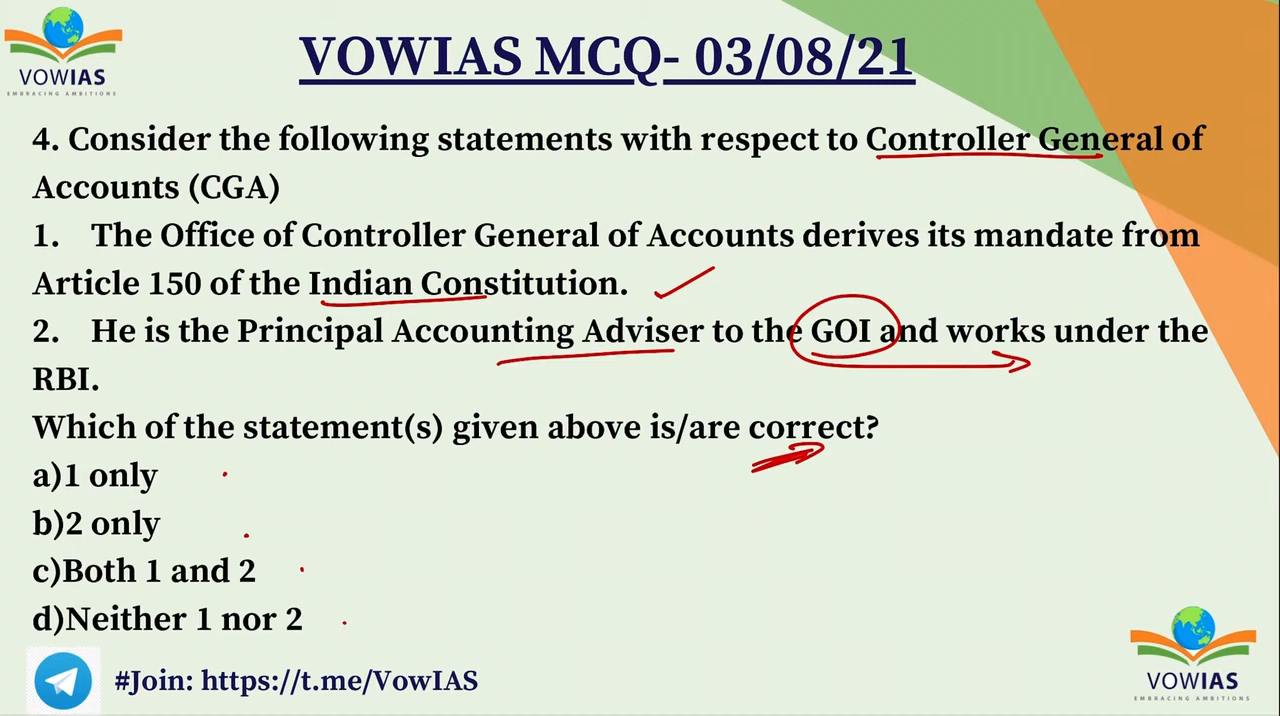 VOWIAS
EMBRACING AMBITIONS
VOWIAS MCQ- 03/08/21
4. Consider the following statements with respect to Controller General of
Accounts (CGA)
1. The Office of Controller General of Accounts derives its mandate from
Article 150 of the Indian Constitution.
2. He is the Principal Accounting Adviser to the GOI and works under the
RBI.
Which of the statement(s) given above is/are correct?
a)1 only
b)2 only
c)Both 1 and 2
d)Neither 1 nor 2
#Join: https://t.me/VowIAS
VOWIAS
EMBRACING AMBITIONS